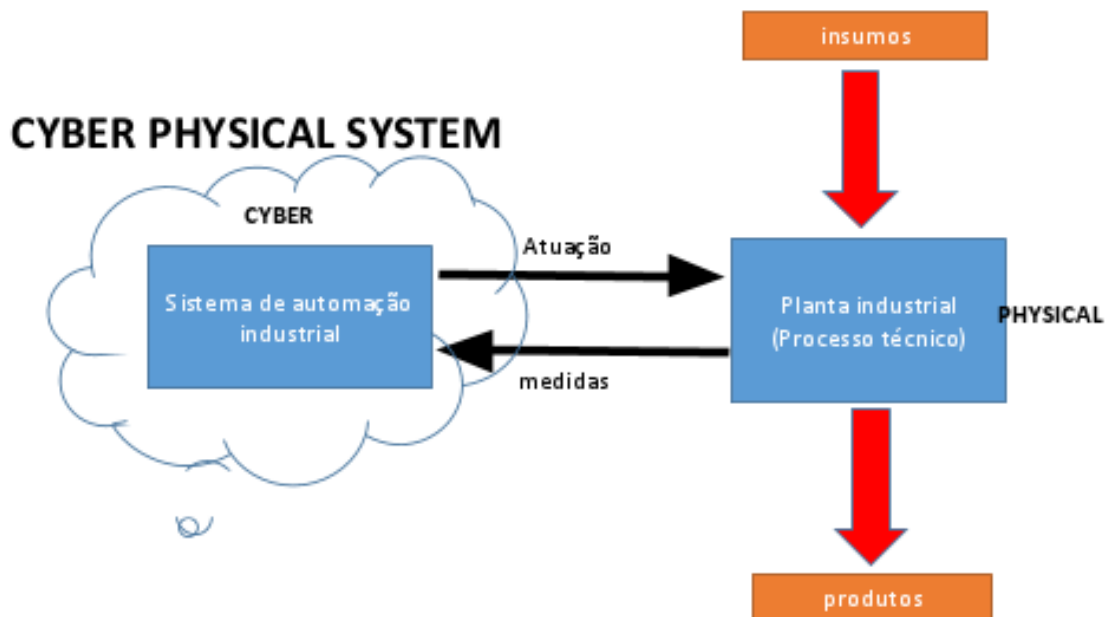 insumos
CYBER PHYSICAL SYSTEM
CYBER
Atuação
Sistema de automação
industrial
Planta industrial
(Processo técnico)
PHYSICAL
medidas
produtos